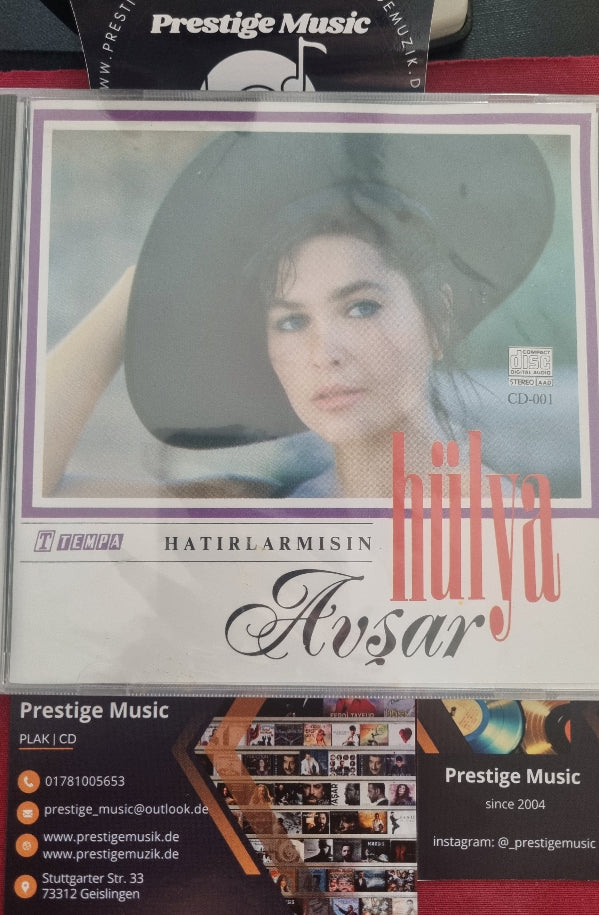 Prestige Music
COMPACT
disc
DIGITAL AUDIO
STEREO AAD
CD-001
T TEMPA
HATIRLARMISIN
hülya
Avşar
Prestige Music
PLAK | CD
01781005653
prestige_music@outlook.de
www.prestigemusik.de
www.prestigemuzik.de
Stuttgarter Str. 33
73312 Geislingen
Prestige Music
since 2004
instagram: @_prestigemusic